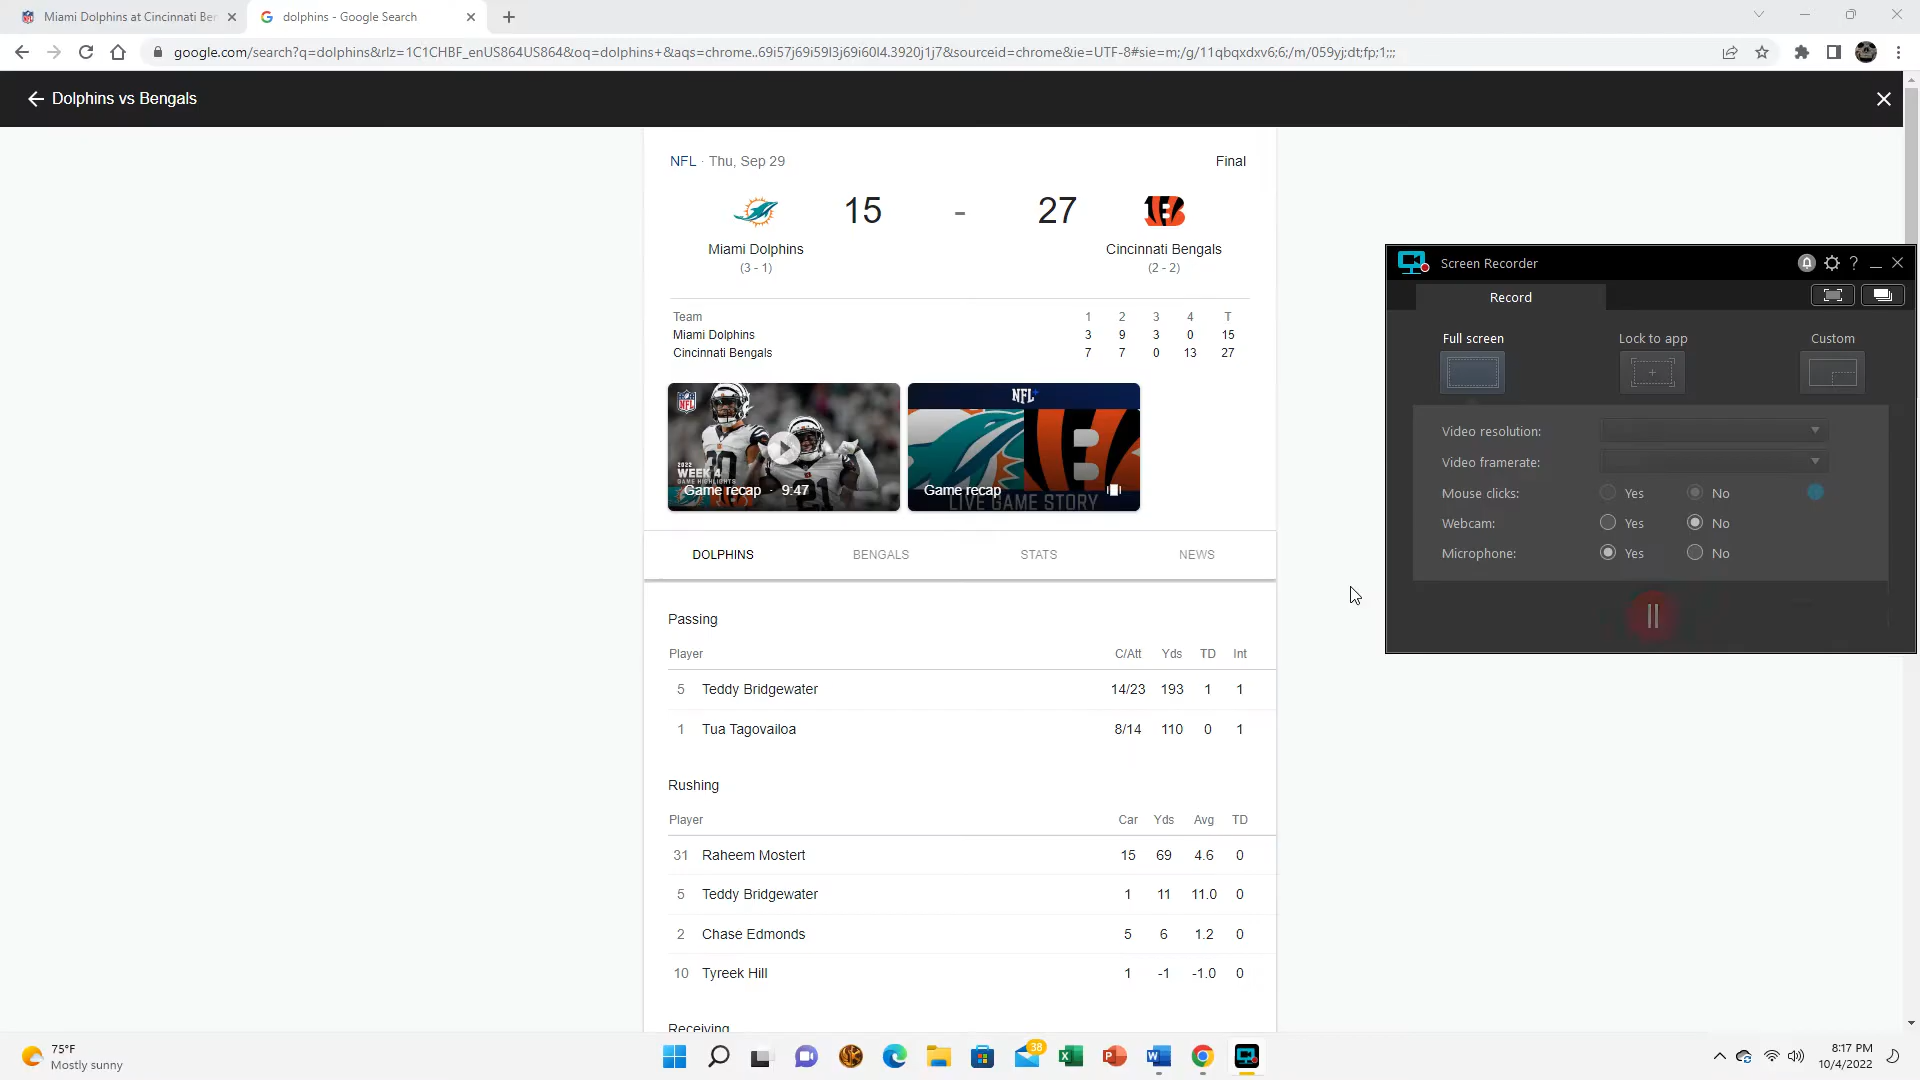 Miami Dolphins at Cincinnati Ber
dolphins - Google Search
google.com/search?q=dolphins&rlz=1C1CHBF_enUS864US864&oq=dolphins+&aqs=chrome..69i57j69i59l3j69i60l4.3920j1j7&sourceid=chrome&ie=UTF-8#sie=m;/g/11qbqxdxv6;6;/m/059yj;dt;fp;1;;;
Dolphins vs Bengals
NFL · Thu, Sep 29 Final
15 - 27
Miami Dolphins Cincinnati Bengals
(3 - 1) (2 - 2)
Team 1 2 3 4 T
Miami Dolphins 3 9 3 0 15
Cincinnati Bengals 7 7 0 13 27
NFL
2022
WEEK 4
GAME HIGHLIGHTS
Game recap · 9:47
NFL+
Game recap
LIVE GAME STORY
DOLPHINS BENGALS STATS NEWS
Passing
Player C/Att Yds TD Int
5 Teddy Bridgewater 14/23 193 1 1
1 Tua Tagovailoa 8/14 110 0 1
Rushing
Player Car Yds Avg TD
31 Raheem Mostert 15 69 4.6 0
5 Teddy Bridgewater 1 11 11.0 0
2 Chase Edmonds 5 6 1.2 0
10 Tyreek Hill 1 -1 -1.0 0
Receiving
Screen Recorder
?
Record
Full screen Lock to app Custom
Video resolution:
Video framerate:
Mouse clicks: Yes No
Webcam: Yes No
Microphone: Yes No
75°F
Mostly sunny
38
8:17 PM
10/4/2022